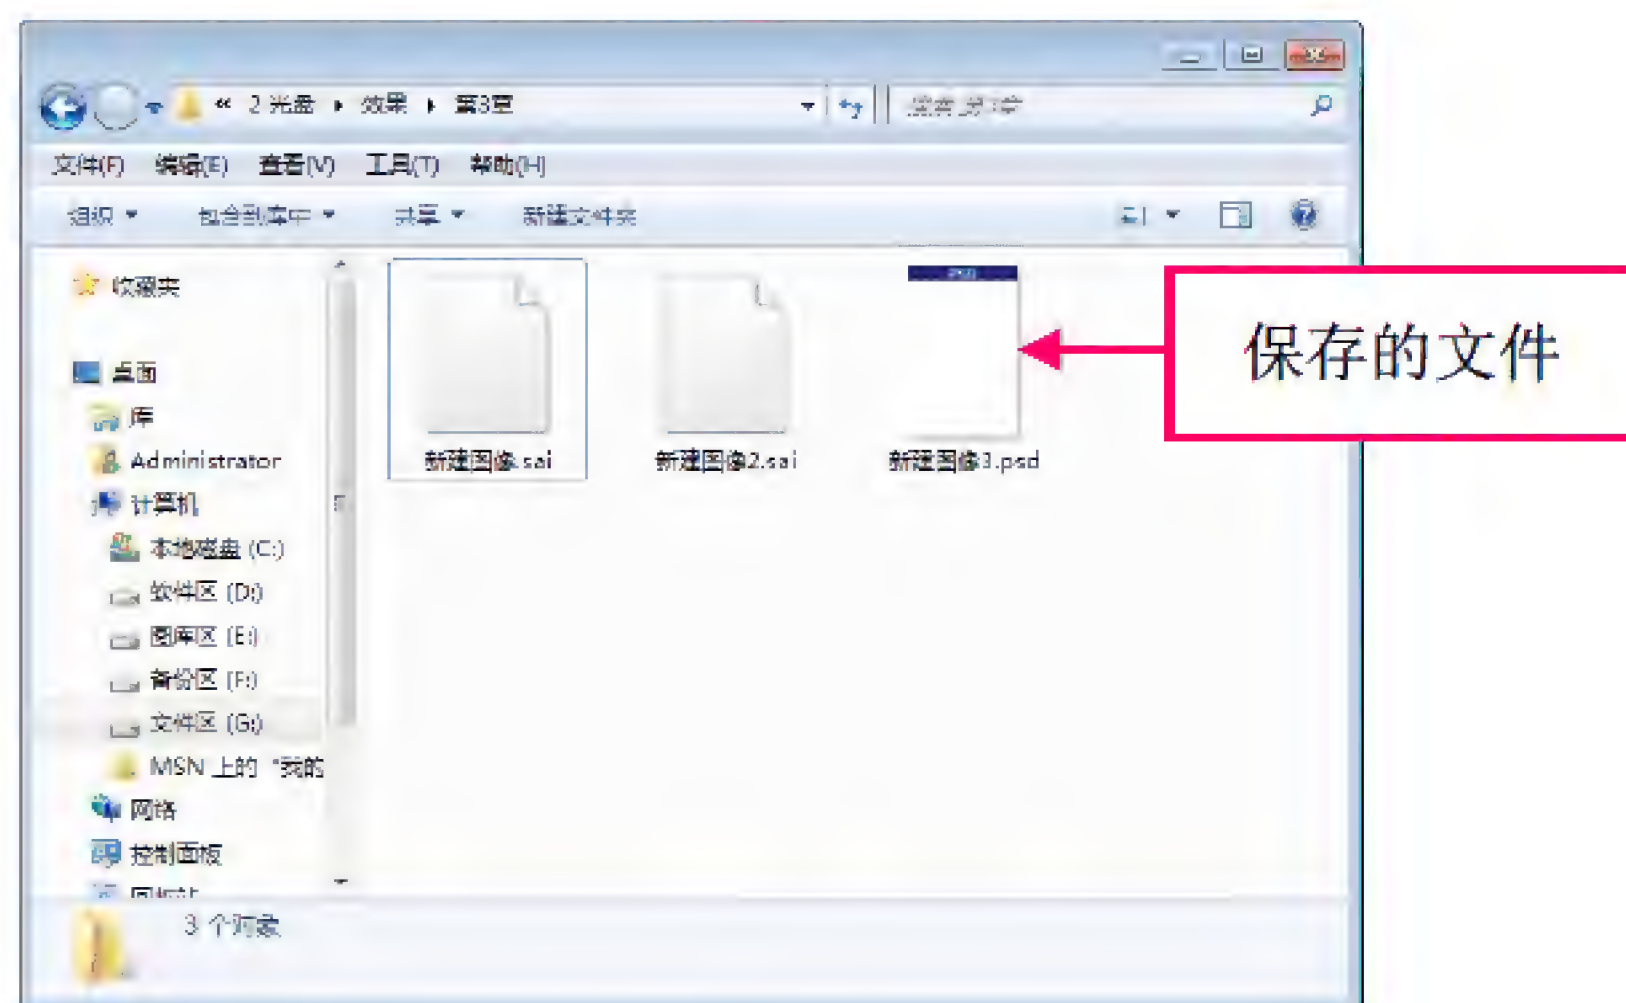 « 2 光盘 ▸ 效果 ▸ 第3章
搜索 第3章
文件(F) 编辑(E) 查看(V) 工具(T) 帮助(H)
组织 包含到库中 共享 新建文件夹
收藏夹
桌面
库
Administrator
计算机
本地磁盘 (C:)
软件区 (D:)
图库区 (E:)
备份区 (F:)
文件区 (G:)
MSN 上的 "我的
网络
控制面板
新建图像.sai
新建图像2.sai
新建图像3.psd
保存的文件
3 个对象